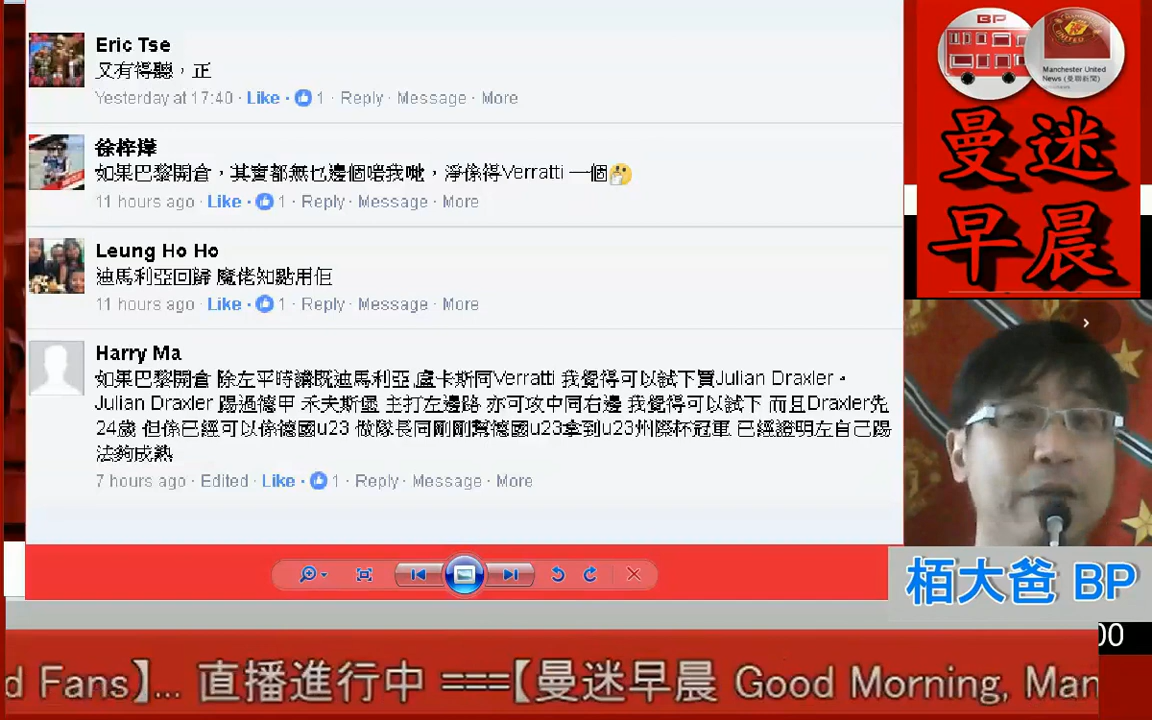 Eric Tse
又有得聽，正
Yesterday at 17:40 · Like · 1 · Reply · Message · More
徐梓瑋
如果巴黎開倉，其實都無乜邊個啱我哋，淨係得Verratti 一個
11 hours ago · Like · 1 · Reply · Message · More
Leung Ho Ho
迪馬利亞回歸 魔佬知點用佢
11 hours ago · Like · 1 · Reply · Message · More
Harry Ma
如果巴黎開倉 除左平時講既迪馬利亞,盧卡斯同Verratti 我覺得可以試下買Julian Draxler。
Julian Draxler 踢過德甲 禾夫斯堡 主打左邊路 亦可攻中同右邊 我覺得可以試下 而且Draxler先
24歲 但係已經可以係德國u23 做隊長同剛剛幫德國u23拿到u23州際杯冠軍 已經證明左自己踢
法夠成熟
7 hours ago · Edited · Like · 1 · Reply · Message · More
BP
Manchester United
News (曼聯新聞)
曼迷
早晨
栢大爸 BP
00
d Fans】... 直播進行中 ===【曼迷早晨 Good Morning, Man